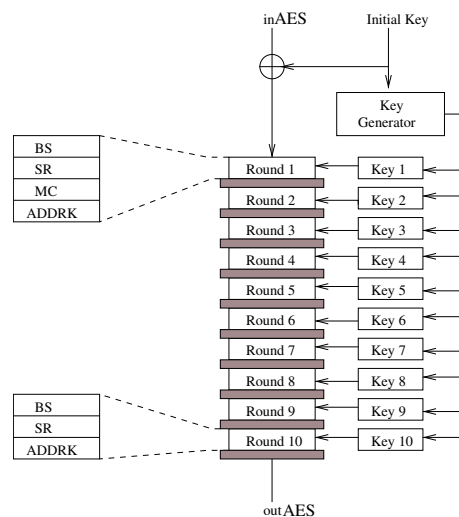 inAES
Initial Key
Key
Generator
BS
SR
MC
ADDRK
Round 1
Key 1
Round 2
Key 2
Round 3
Key 3
Round 4
Key 4
Round 5
Key 5
Round 6
Key 6
Round 7
Key 7
Round 8
Key 8
BS
SR
ADDRK
Round 9
Key 9
Round 10
Key 10
outAES